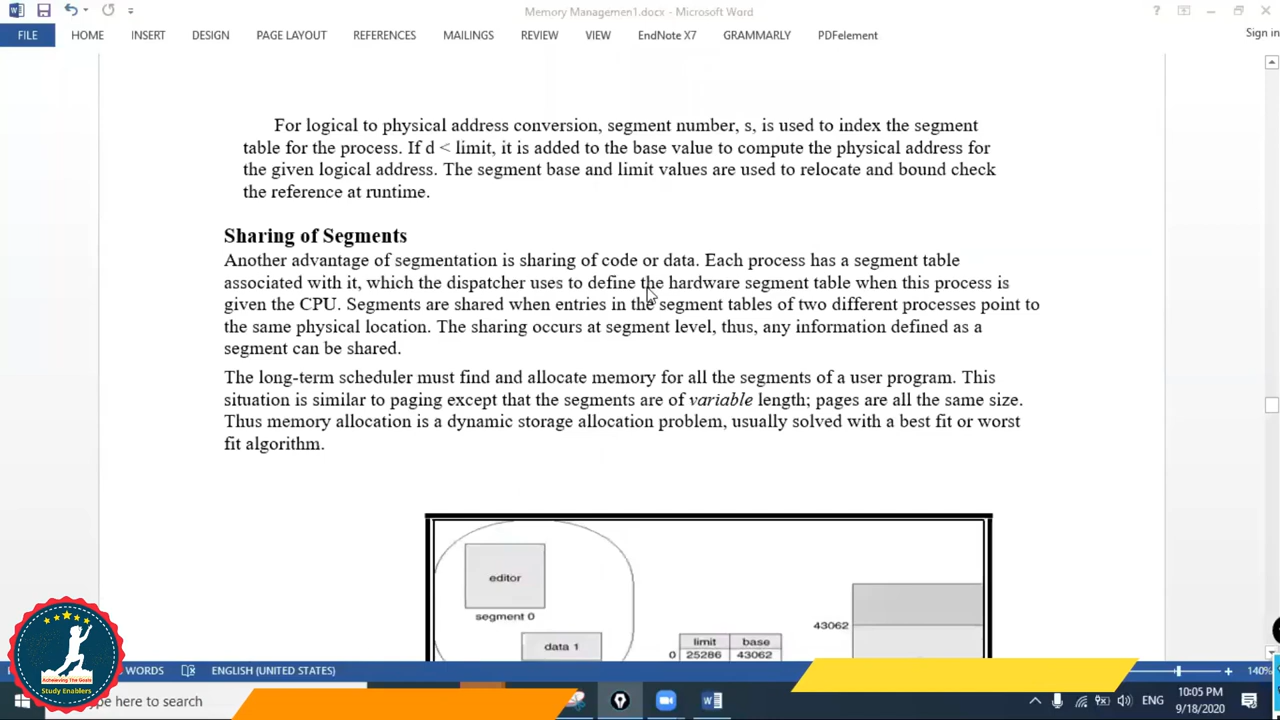 Memory Managemen1.docx - Microsoft Word
?
FILE
HOME
INSERT
DESIGN
PAGE LAYOUT
REFERENCES
MAILINGS
REVIEW
VIEW
EndNote X7
GRAMMARLY
PDFelement
Sign in
For logical to physical address conversion, segment number, s, is used to index the segment
table for the process. If d < limit, it is added to the base value to compute the physical address for
the given logical address. The segment base and limit values are used to relocate and bound check
the reference at runtime.
Sharing of Segments
Another advantage of segmentation is sharing of code or data. Each process has a segment table
associated with it, which the dispatcher uses to define the hardware segment table when this process is
given the CPU. Segments are shared when entries in the segment tables of two different processes point to
the same physical location. The sharing occurs at segment level, thus, any information defined as a
segment can be shared.
The long-term scheduler must find and allocate memory for all the segments of a user program. This
situation is similar to paging except that the segments are of variable length; pages are all the same size.
Thus memory allocation is a dynamic storage allocation problem, usually solved with a best fit or worst
fit algorithm.
editor
segment 0
data 1
limit base
0 25286 43062
43062
Achieveing The Goals
Study Enablers
WORDS
ENGLISH (UNITED STATES)
140%
ype here to search
ENG
10:05 PM
9/18/2020